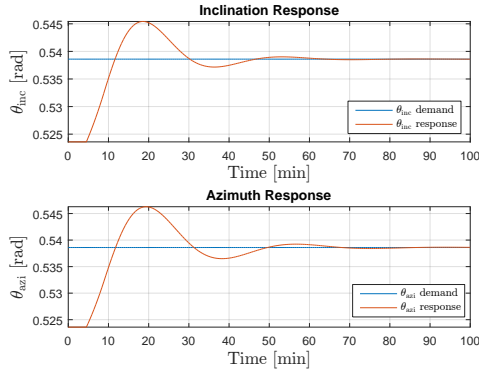 Inclination Response
0.545
0.54
0.535
0.53
0.525
θinc [rad]
θinc demand
θinc response
0 10 20 30 40 50 60 70 80 90 100
Time [min]
Azimuth Response
0.545
0.54
0.535
0.53
0.525
θazi [rad]
θazi demand
θazi response
0 10 20 30 40 50 60 70 80 90 100
Time [min]